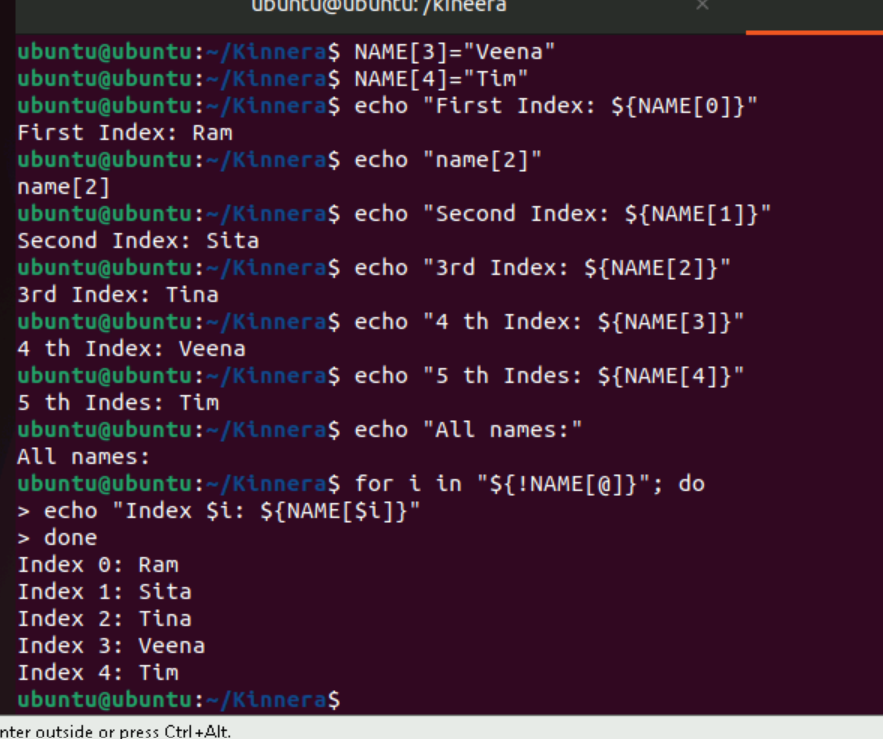 ubuntu@ubuntu: /kineera ×
ubuntu@ubuntu:~/Kinnera$ NAME[3]="Veena"
ubuntu@ubuntu:~/Kinnera$ NAME[4]="Tim"
ubuntu@ubuntu:~/Kinnera$ echo "First Index: ${NAME[0]}"
First Index: Ram
ubuntu@ubuntu:~/Kinnera$ echo "name[2]"
name[2]
ubuntu@ubuntu:~/Kinnera$ echo "Second Index: ${NAME[1]}"
Second Index: Sita
ubuntu@ubuntu:~/Kinnera$ echo "3rd Index: ${NAME[2]}"
3rd Index: Tina
ubuntu@ubuntu:~/Kinnera$ echo "4 th Index: ${NAME[3]}"
4 th Index: Veena
ubuntu@ubuntu:~/Kinnera$ echo "5 th Indes: ${NAME[4]}"
5 th Indes: Tim
ubuntu@ubuntu:~/Kinnera$ echo "All names:"
All names:
ubuntu@ubuntu:~/Kinnera$ for i in "${!NAME[@]}"; do
> echo "Index $i: ${NAME[$i]}"
> done
Index 0: Ram
Index 1: Sita
Index 2: Tina
Index 3: Veena
Index 4: Tim
ubuntu@ubuntu:~/Kinnera$
nter outside or press Ctrl+Alt.